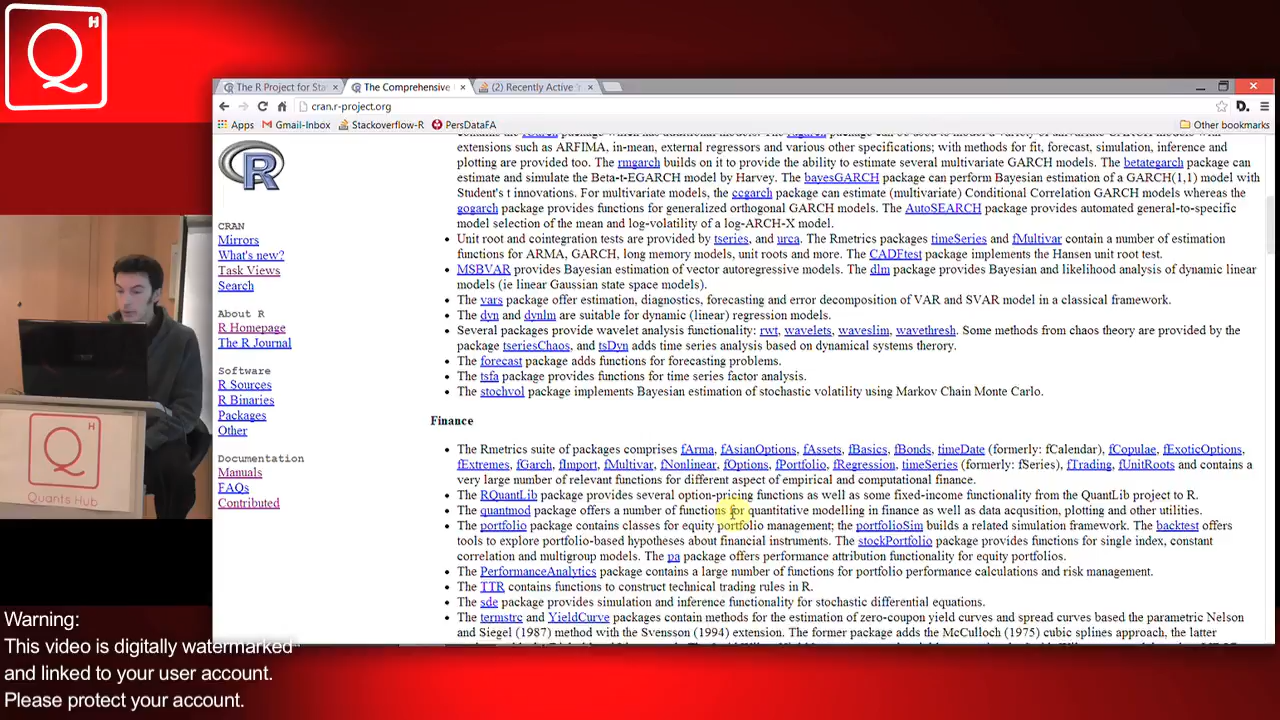 Q H
The R Project for Sta
The Comprehensive
(2) Recently Active
cran.r-project.org
D.
Apps
Gmail-Inbox
Stackoverflow-R
PersDataFA
Other bookmarks
R
CRAN
Mirrors
What's new?
Task Views
Search
About R
R Homepage
The R Journal
Software
R Sources
R Binaries
Packages
Other
Documentation
Manuals
FAQs
Contributed
extensions such as ARFIMA, in-mean, external regressors and various other specifications; with methods for fit, forecast, simulation, inference and
plotting are provided too. The rmgarch builds on it to provide the ability to estimate several multivariate GARCH models. The betategarch package can
estimate and simulate the Beta-t-EGARCH model by Harvey. The bayesGARCH package can perform Bayesian estimation of a GARCH(1,1) model with
Student's t innovations. For multivariate models, the ccgarch package can estimate (multivariate) Conditional Correlation GARCH models whereas the
gogarch package provides functions for generalized orthogonal GARCH models. The AutoSEARCH package provides automated general-to-specific
model selection of the mean and log-volatility of a log-ARCH-X model.
• Unit root and cointegration tests are provided by tseries, and urca. The Rmetrics packages timeSeries and fMultivar contain a number of estimation
functions for ARMA, GARCH, long memory models, unit roots and more. The CADFtest package implements the Hansen unit root test.
• MSBVAR provides Bayesian estimation of vector autoregressive models. The dlm package provides Bayesian and likelihood analysis of dynamic linear
models (ie linear Gaussian state space models).
• The vars package offer estimation, diagnostics, forecasting and error decomposition of VAR and SVAR model in a classical framework.
• The dyn and dynlm are suitable for dynamic (linear) regression models.
• Several packages provide wavelet analysis functionality: rwt, wavelets, waveslim, wavethresh. Some methods from chaos theory are provided by the
package tseriesChaos, and tsDyn adds time series analysis based on dynamical systems therory.
• The forecast package adds functions for forecasting problems.
• The tsfa package provides functions for time series factor analysis.
• The stochvol package implements Bayesian estimation of stochastic volatility using Markov Chain Monte Carlo.
Finance
• The Rmetrics suite of packages comprises fArma, fAsianOptions, fAssets, fBasics, fBonds, timeDate (formerly: fCalendar), fCopulae, fExoticOptions,
fExtremes, fGarch, fImport, fMultivar, fNonlinear, fOptions, fPortfolio, fRegression, timeSeries (formerly: fSeries), fTrading, fUnitRoots and contains a
very large number of relevant functions for different aspect of empirical and computational finance.
• The RQuantLib package provides several option-pricing functions as well as some fixed-income functionality from the QuantLib project to R.
• The quantmod package offers a number of functions for quantitative modelling in finance as well as data acqusition, plotting and other utilities.
• The portfolio package contains classes for equity portfolio management; the portfolioSim builds a related simulation framework. The backtest offers
tools to explore portfolio-based hypotheses about financial instruments. The stockPortfolio package provides functions for single index, constant
correlation and multigroup models. The pa package offers performance attribution functionality for equity portfolios.
• The PerformanceAnalytics package contains a large number of functions for portfolio performance calculations and risk management.
• The TTR contains functions to construct technical trading rules in R.
• The sde package provides simulation and inference functionality for stochastic differential equations.
• The termstrc and YieldCurve packages contain methods for the estimation of zero-coupon yield curves and spread curves based the parametric Nelson
and Siegel (1987) method with the Svensson (1994) extension. The former package adds the McCulloch (1975) cubic splines approach, the latter
Q H
Quants Hub
Warning:
This video is digitally watermarked
and linked to your user account.
Please protect your account.